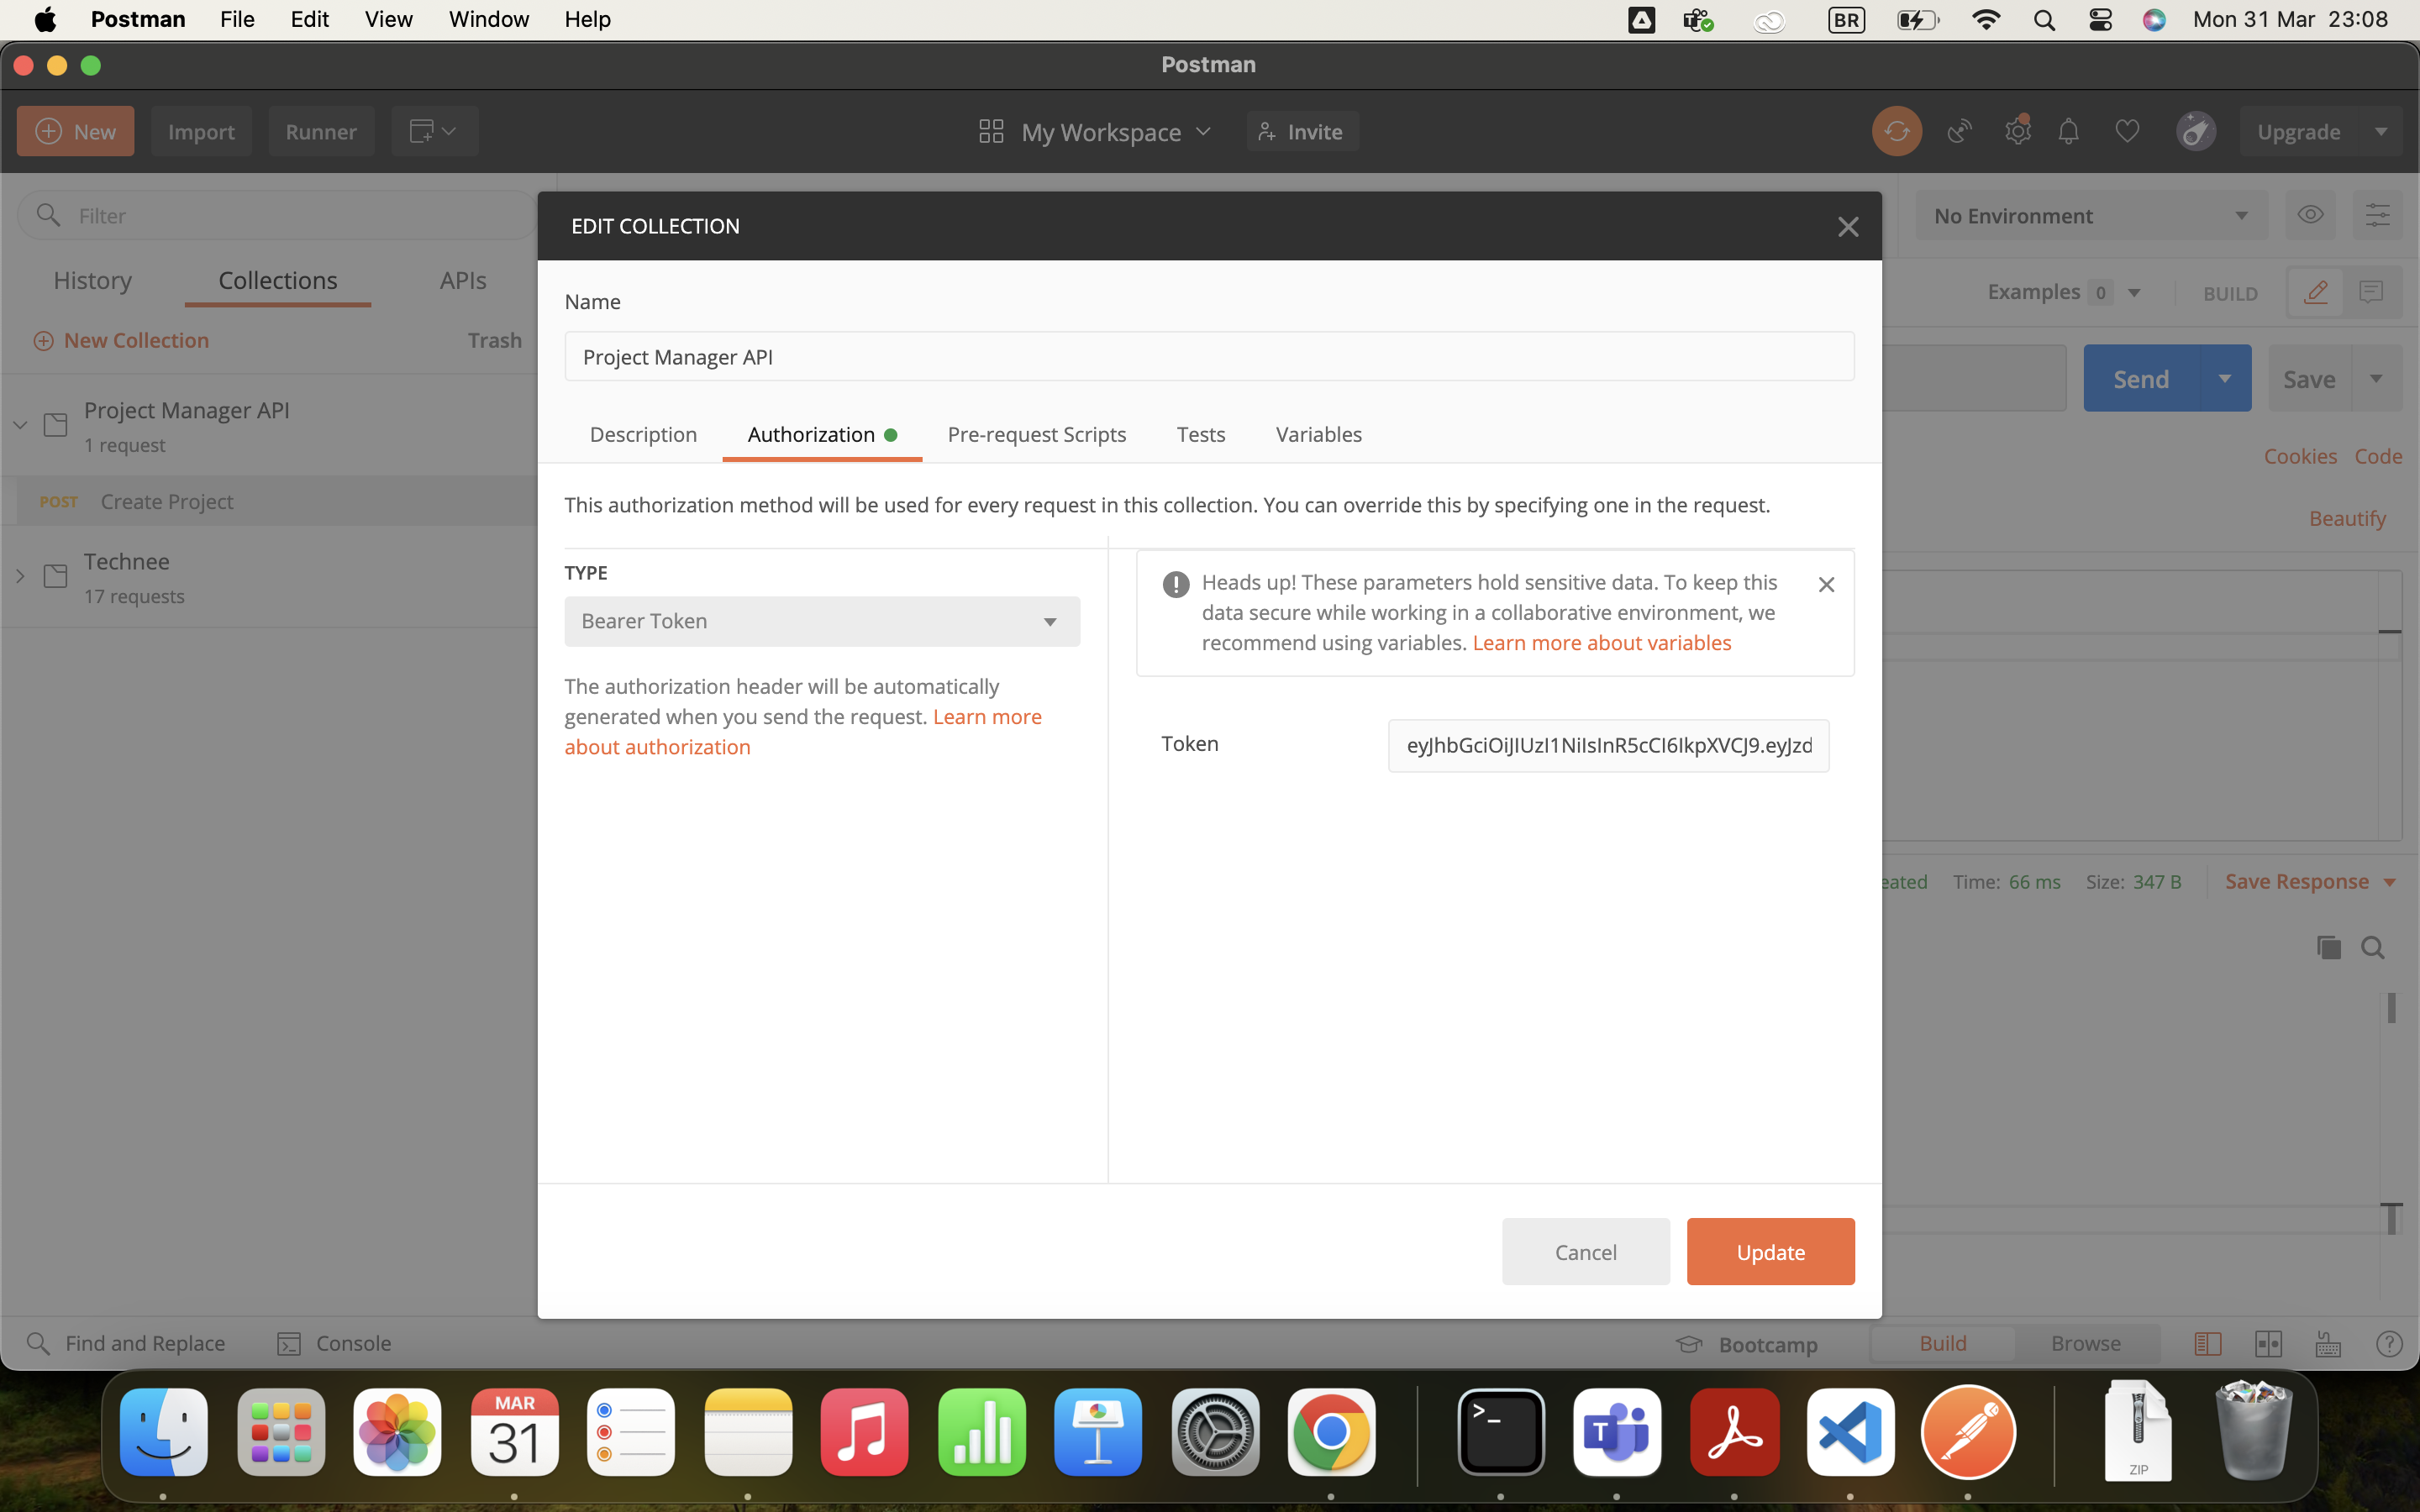 Postman File Edit View Window Help
BR
Mon 31 Mar 23:08
Postman
New
Import
Runner
My Workspace
Invite
Upgrade
Filter
History
Collections
APIs
New Collection
Trash
Project Manager API
1 request
POST Create Project
Technee
17 requests
EDIT COLLECTION
Name
Project Manager API
Description
Authorization
Pre-request Scripts
Tests
Variables
This authorization method will be used for every request in this collection. You can override this by specifying one in the request.
TYPE
Bearer Token
The authorization header will be automatically
generated when you send the request. Learn more
about authorization
Heads up! These parameters hold sensitive data. To keep this
data secure while working in a collaborative environment, we
recommend using variables. Learn more about variables
Token
eyJhbGciOiJIUzI1NiIsInR5cCI6IkpXVCJ9.eyJzd
Cancel
Update
No Environment
Examples 0
BUILD
Send
Save
Cookies Code
Beautify
eated Time: 66 ms Size: 347 B Save Response
Find and Replace
Console
Bootcamp
Build
Browse
MAR
31
>_
T
ZIP